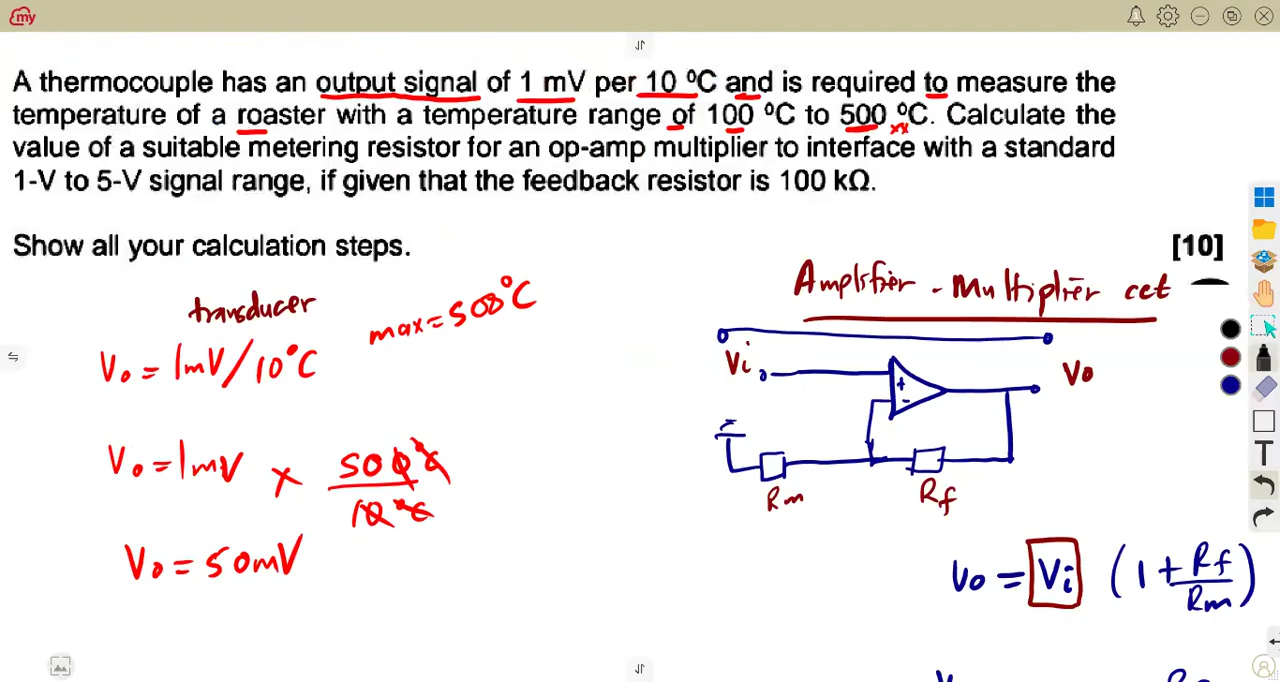 my
A thermocouple has an output signal of 1 mV per 10 ⁰C and is required to measure the
temperature of a roaster with a temperature range of 100 ⁰C to 500 ⁰C. Calculate the
value of a suitable metering resistor for an op-amp multiplier to interface with a standard
1-V to 5-V signal range, if given that the feedback resistor is 100 kΩ.
Show all your calculation steps.
[10]
transducer
max = 500°C
Vo = 1mV/10°C
Vo = 1mV × 500°C / 10°C
Vo = 50mV
Amplifier - Multiplier cct
Vi
Vo
+
-
Rm
Rf
Vo = Vi (1 + Rf/Rm)
T